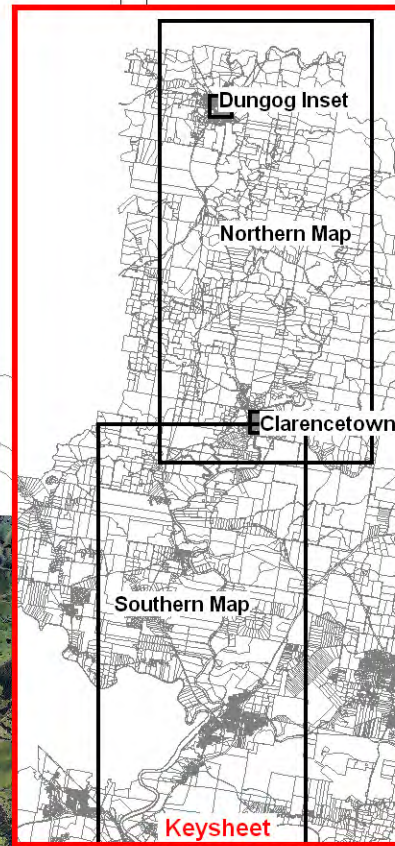 Dungog Inset
Northern Map
Clarencetown
Southern Map
Keysheet